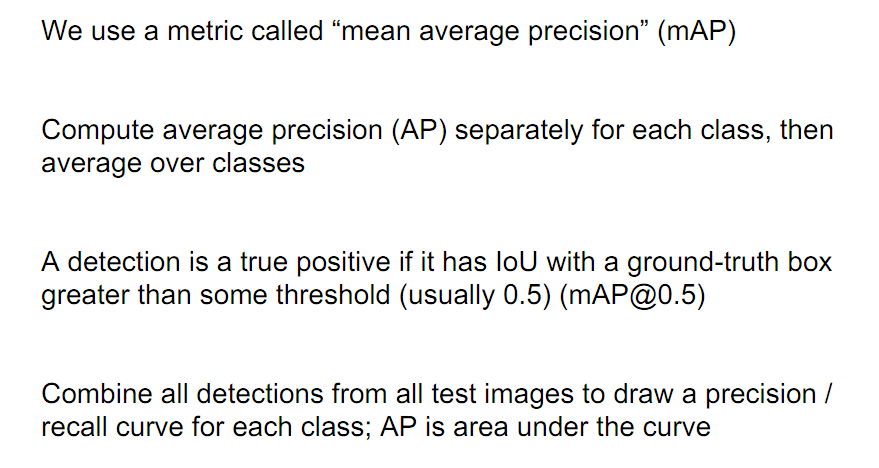 We use a metric called “mean average precision” (mAP)
Compute average precision (AP) separately for each class, then
average over classes
A detection is a true positive if it has IoU with a ground-truth box
greater than some threshold (usually 0.5) (mAP@0.5)
Combine all detections from all test images to draw a precision /
recall curve for each class; AP is area under the curve